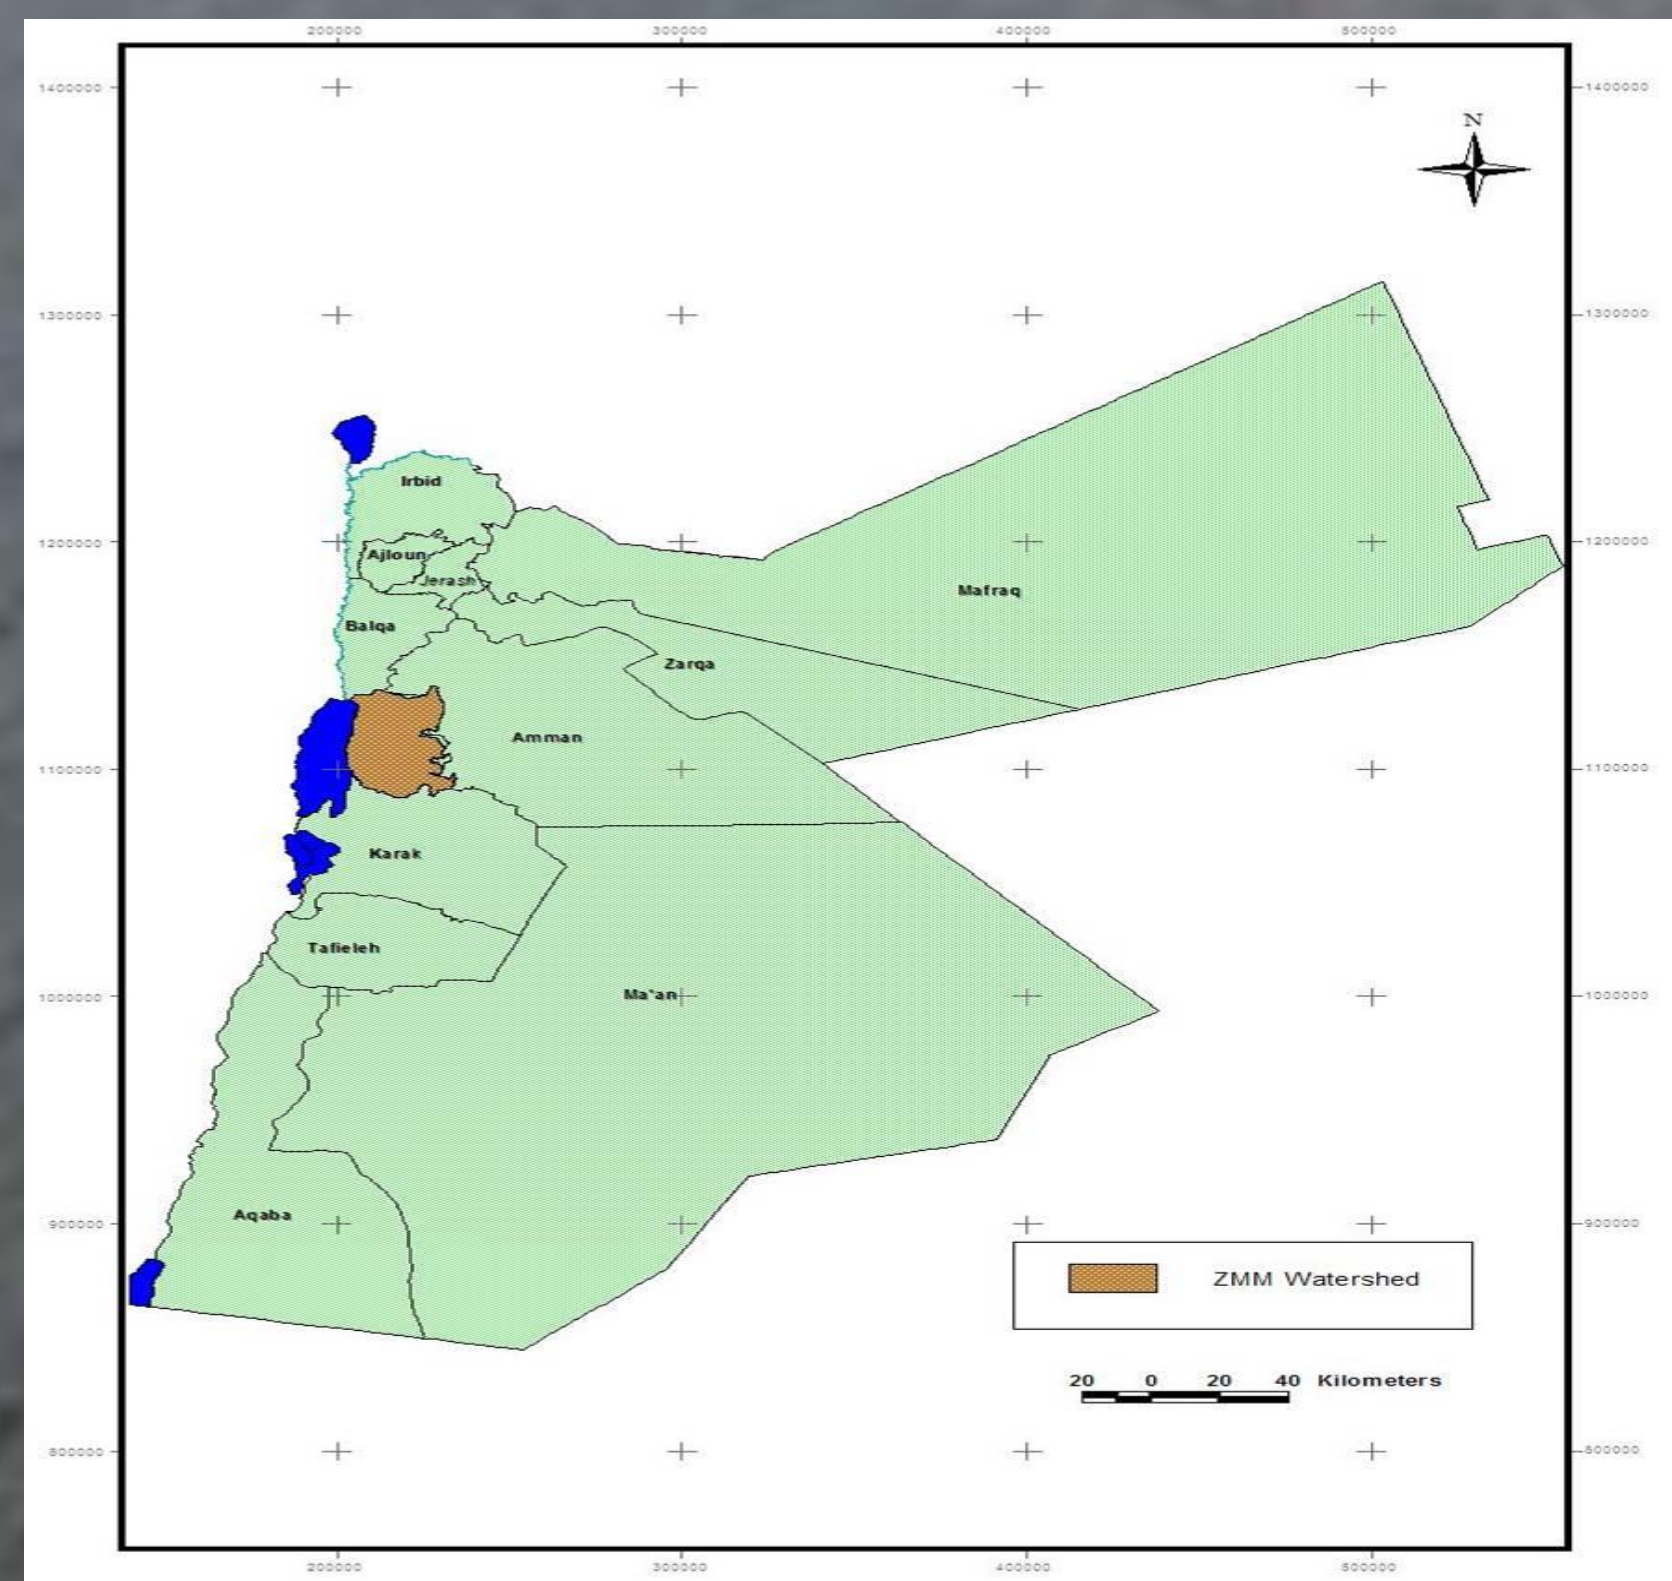 200000 300000 400000 500000
1400000 1400000
N
1300000 1300000
Irbid
1200000 1200000
Ajloun
Jerash
Mafraq
Balqa
Zarqa
Amman
1100000 1100000
Karak
Tafieleh
Ma'an
1000000 1000000
Aqaba
900000 900000
ZMM Watershed
20 0 20 40 Kilometers
800000 800000
200000 300000 400000 500000